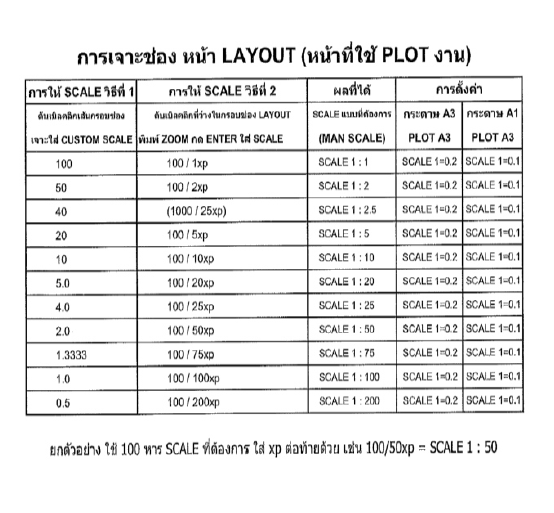 การเจาะช่อง หน้า LAYOUT (หน้าที่ใช้ PLOT งาน)
การให้ SCALE วิธีที่ 1 การให้ SCALE วิธีที่ 2 ผลที่ได้ การตั้งค่า
ดับเบิลคลิกเส้นกรอบช่อง ดับเบิลคลิกที่ว่างในกรอบช่อง LAYOUT SCALE แบบที่ต้องการ กระดาษ A3 กระดาษ A1
เจาะใส่ CUSTOM SCALE พิมพ์ ZOOM กด ENTER ใส่ SCALE (MAN SCALE) PLOT A3 PLOT A3
100 100 / 1xp SCALE 1 : 1 SCALE 1=0.2 SCALE 1=0.1
50 100 / 2xp SCALE 1 : 2 SCALE 1=0.2 SCALE 1=0.1
40 (1000 / 25xp) SCALE 1 : 2.5 SCALE 1=0.2 SCALE 1=0.1
20 100 / 5xp SCALE 1 : 5 SCALE 1=0.2 SCALE 1=0.1
10 100 / 10xp SCALE 1 : 10 SCALE 1=0.2 SCALE 1=0.1
5.0 100 / 20xp SCALE 1 : 20 SCALE 1=0.2 SCALE 1=0.1
4.0 100 / 25xp SCALE 1 : 25 SCALE 1=0.2 SCALE 1=0.1
2.0 100 / 50xp SCALE 1 : 50 SCALE 1=0.2 SCALE 1=0.1
1.3333 100 / 75xp SCALE 1 : 75 SCALE 1=0.2 SCALE 1=0.1
1.0 100 / 100xp SCALE 1 : 100 SCALE 1=0.2 SCALE 1=0.1
0.5 100 / 200xp SCALE 1 : 200 SCALE 1=0.2 SCALE 1=0.1
ยกตัวอย่าง ใช้ 100 หาร SCALE ที่ต้องการ ใส่ xp ต่อท้ายด้วย เช่น 100/50xp = SCALE 1 : 50